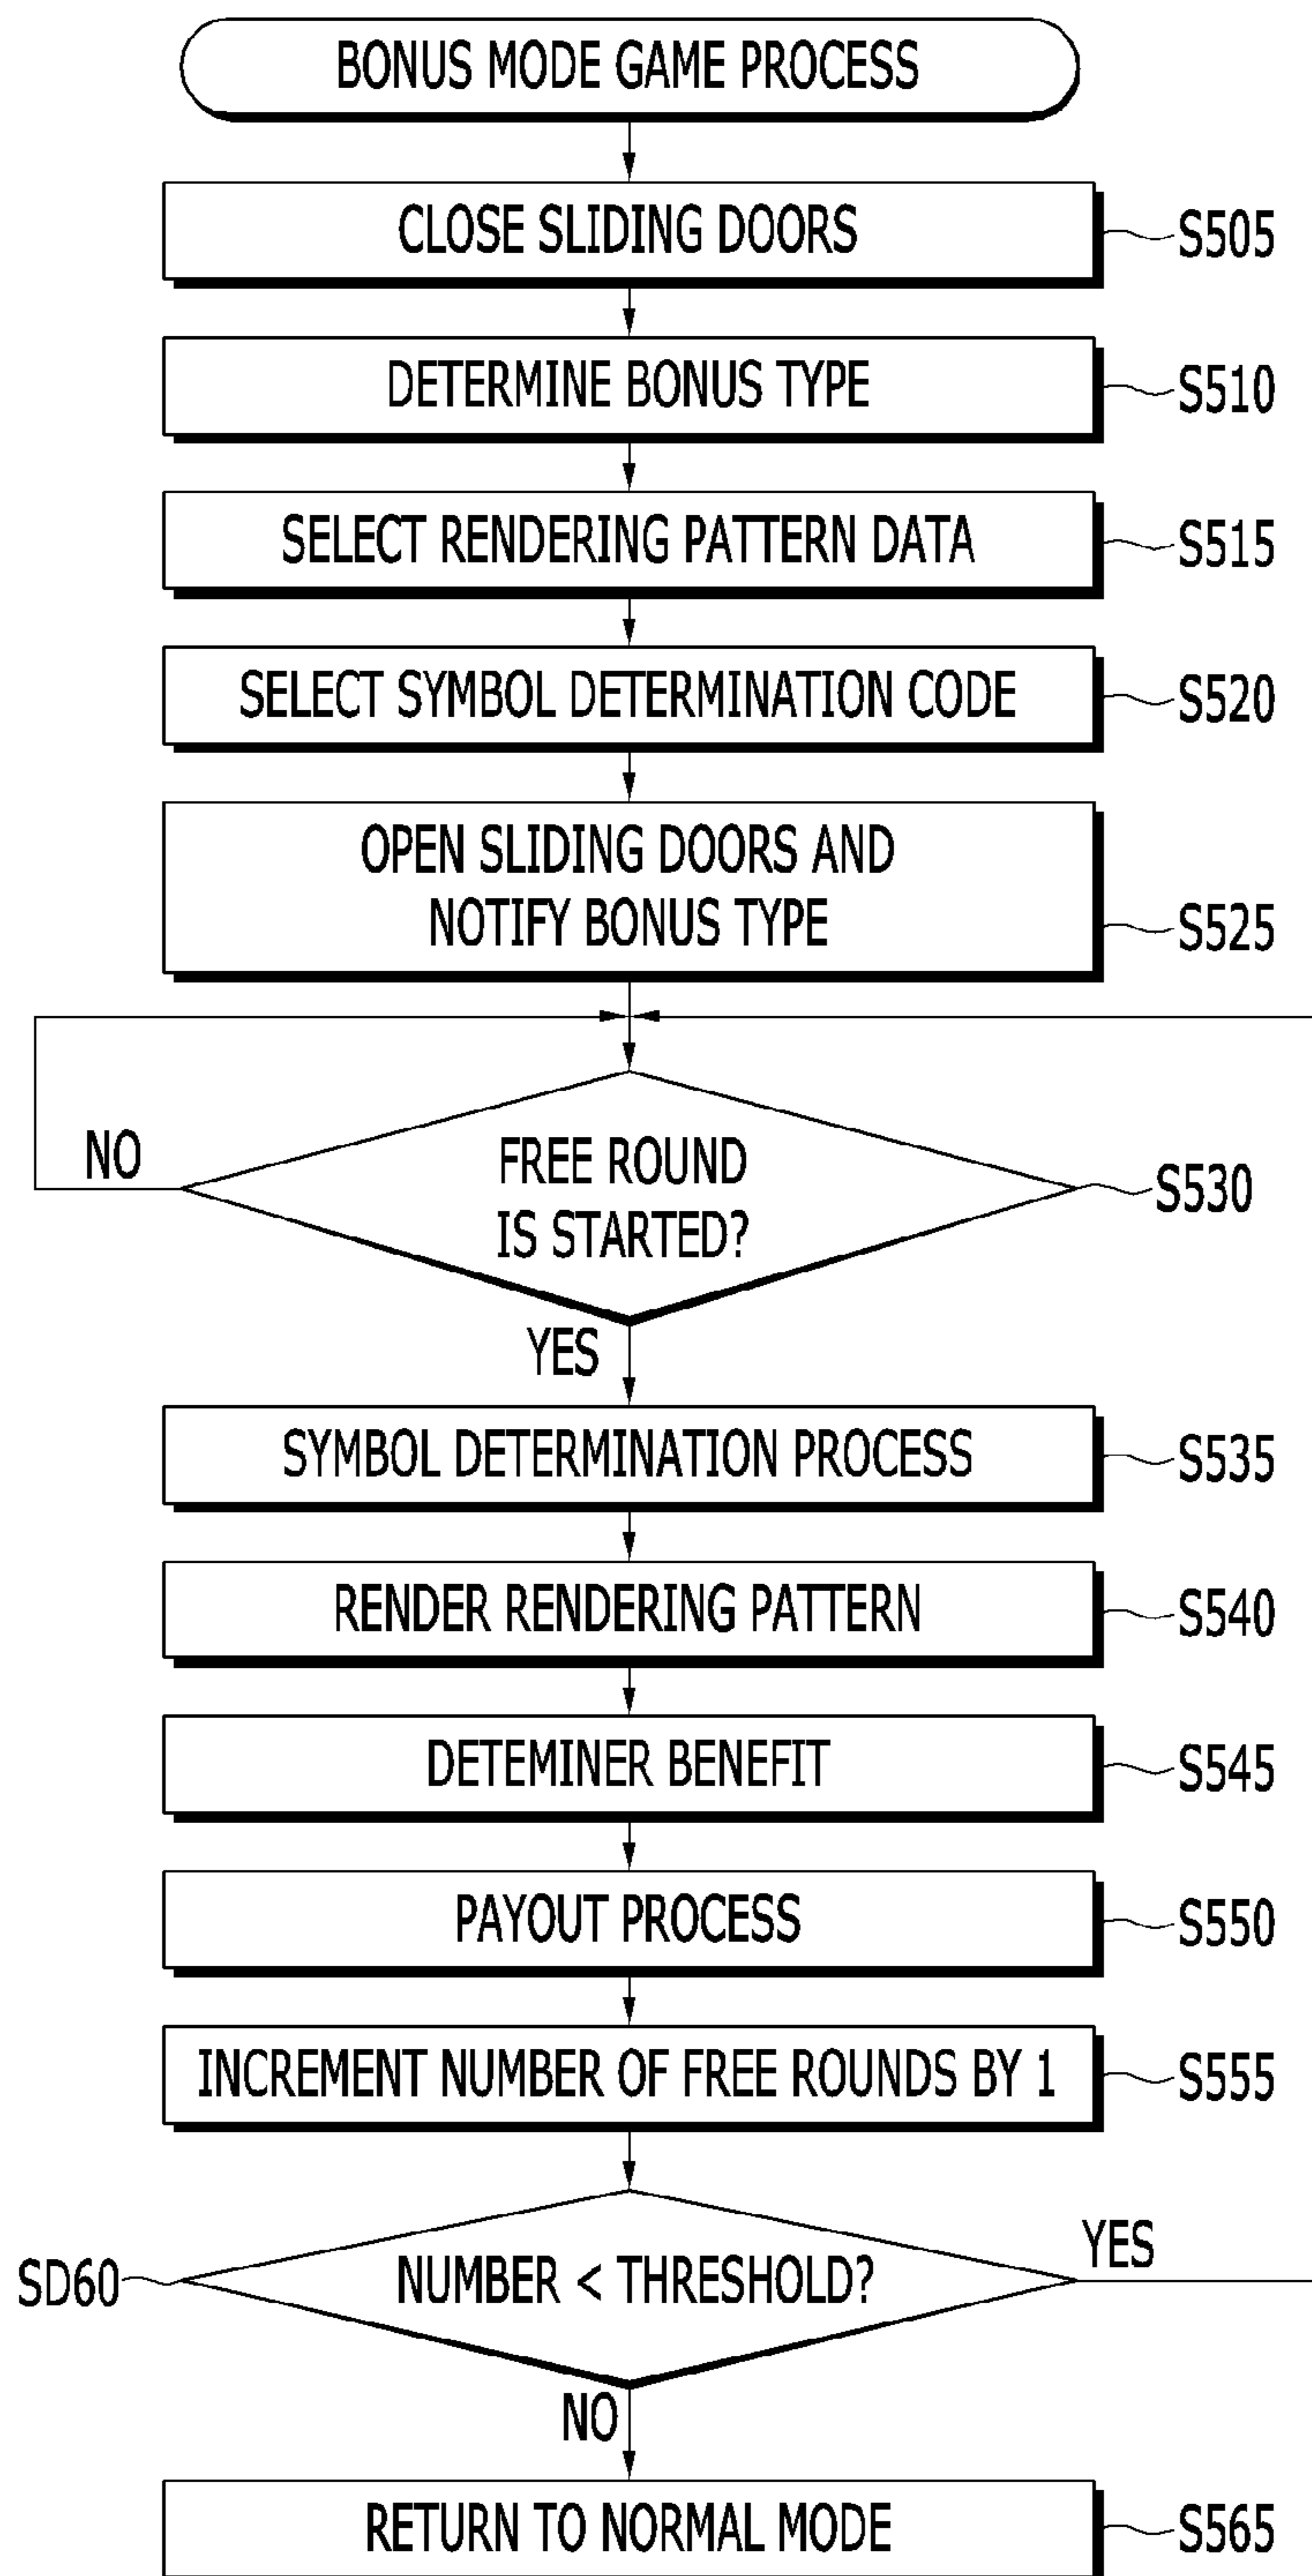 BONUS MODE GAME PROCESS
CLOSE SLIDING DOORS
S505
DETERMINE BONUS TYPE
S510
SELECT RENDERING PATTERN DATA
S515
SELECT SYMBOL DETERMINATION CODE
S520
OPEN SLIDING DOORS AND
NOTIFY BONUS TYPE
S525
NO
FREE ROUND
IS STARTED?
S530
YES
SYMBOL DETERMINATION PROCESS
S535
RENDER RENDERING PATTERN
S540
DETEMINER BENEFIT
S545
PAYOUT PROCESS
S550
INCREMENT NUMBER OF FREE ROUNDS BY 1
S555
SD60
NUMBER < THRESHOLD?
YES
NO
RETURN TO NORMAL MODE
S565